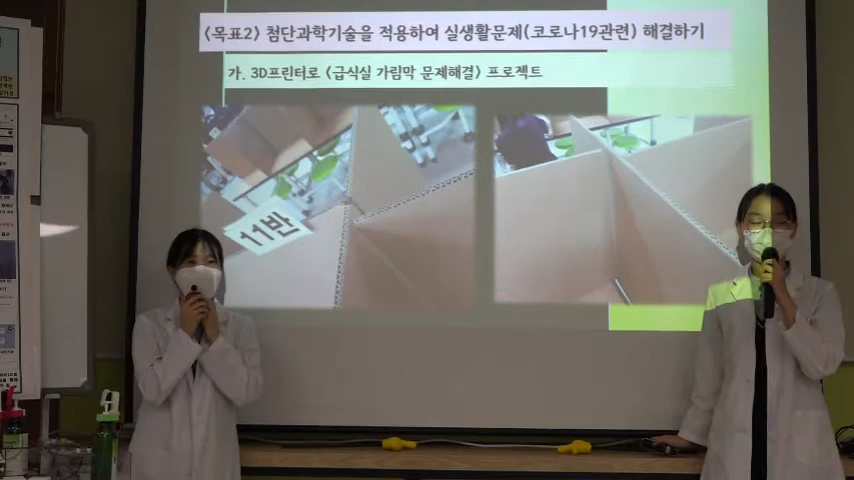 <목표2> 첨단과학기술을 적용하여 실생활문제(코로나19관련) 해결하기
가. 3D프린터로 <급식실 가림막 문제해결> 프로젝트
11반